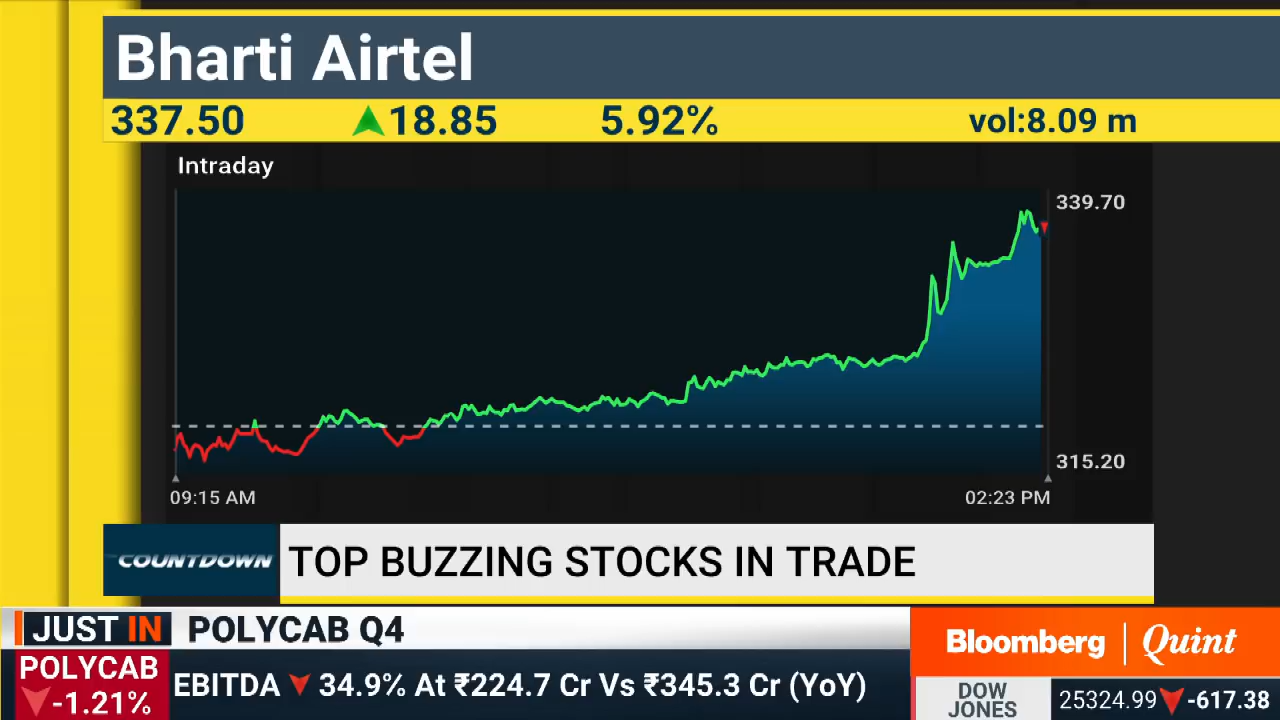 Bharti Airtel
337.50 18.85 5.92% vol:8.09 m
Intraday
339.70
315.20
09:15 AM 02:23 PM
COUNTDOWN TOP BUZZING STOCKS IN TRADE
JUST IN POLYCAB Q4
POLYCAB
-1.21%
EBITDA 34.9% At ₹224.7 Cr Vs ₹345.3 Cr (YoY)
Bloomberg | Quint
DOW
JONES
25324.99 -617.38